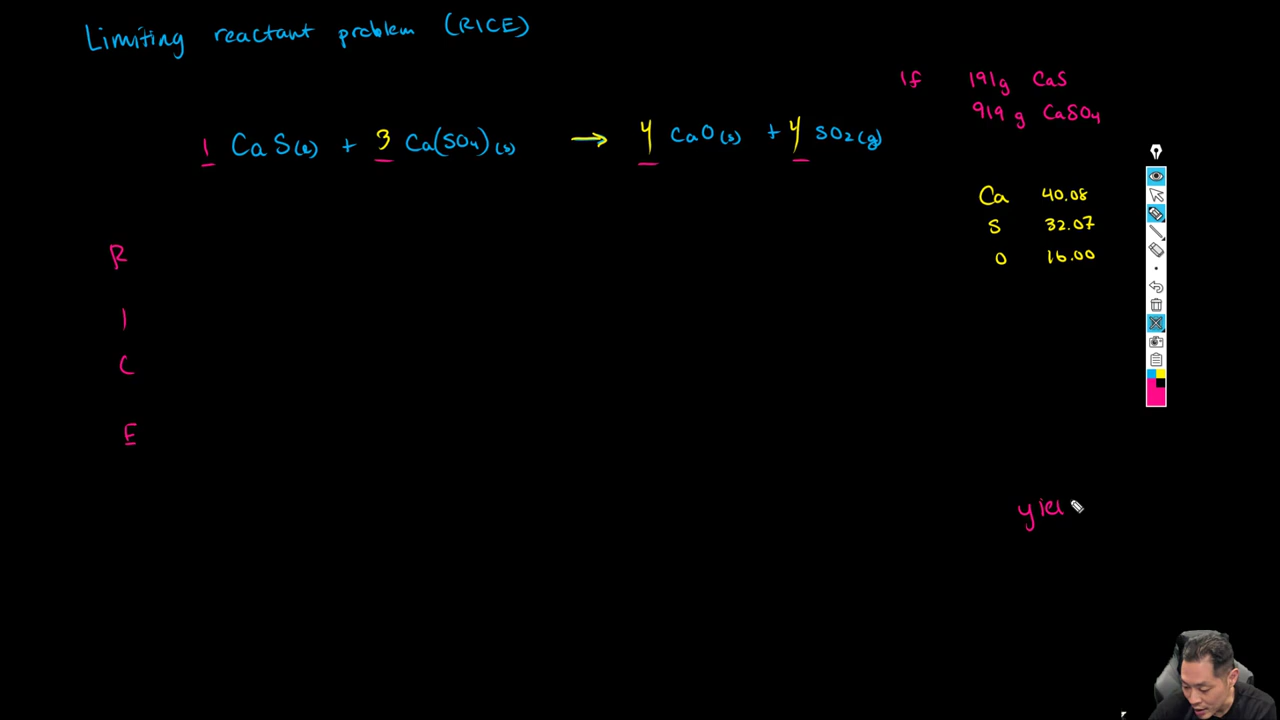 Limiting reactant problem (RICE)
If 191g CaS
919 g CaSO4
1 CaS(s) + 3 Ca(SO4)(s) → 4 CaO(s) + 4 SO2(g)
Ca 40.08
S 32.07
O 16.00
R
I
C
E
yiel